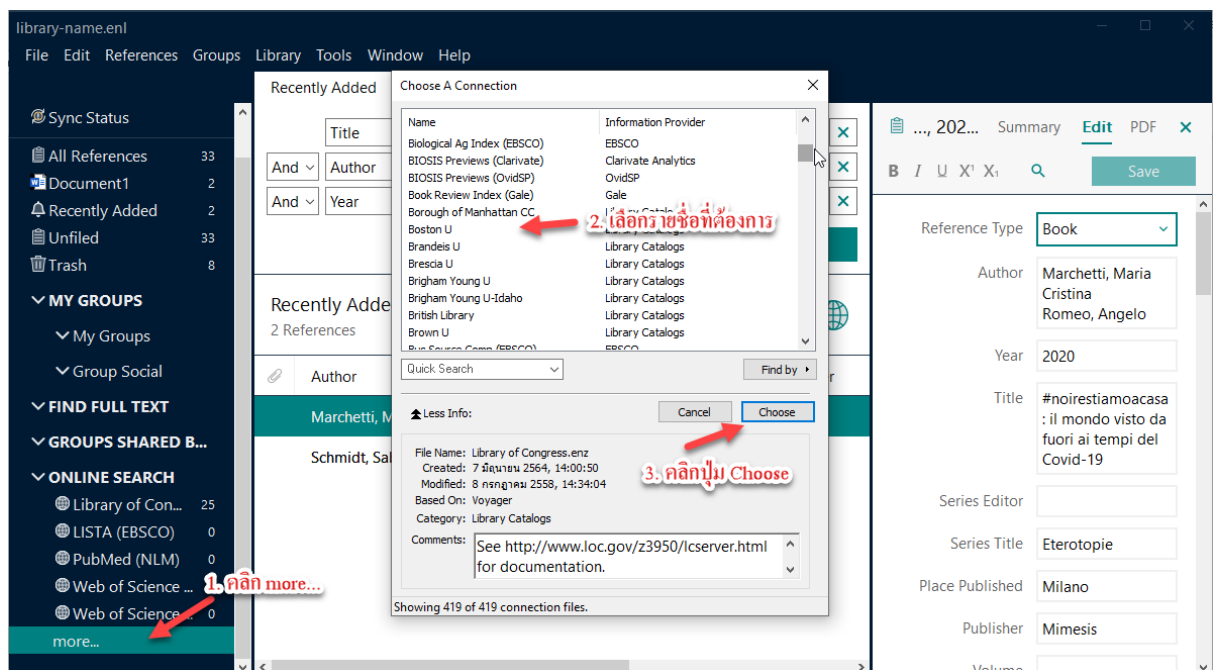 library-name.enl
File Edit References Groups Library Tools Window Help
Sync Status
All References 33
Document1 2
Recently Added 2
Unfiled 33
Trash 8
MY GROUPS
My Groups
Group Social
FIND FULL TEXT
GROUPS SHARED B...
ONLINE SEARCH
Library of Con... 25
LISTA (EBSCO) 0
PubMed (NLM) 0
Web of Science ...
Web of Science ... 0
more...
1. คลิก more...
Recently Added
Title
And Author
And Year
Recently Adde
2 References
Author
Marchetti, M
Schmidt, Sal
Choose A Connection
Name Information Provider
Biological Ag Index (EBSCO) EBSCO
BIOSIS Previews (Clarivate) Clarivate Analytics
BIOSIS Previews (OvidSP) OvidSP
Book Review Index (Gale) Gale
Borough of Manhattan CC
Boston U
2. เลือกรายชื่อที่ต้องการ
Brandeis U Library Catalogs
Brescia U Library Catalogs
Brigham Young U Library Catalogs
Brigham Young U-Idaho Library Catalogs
British Library Library Catalogs
Brown U Library Catalogs
Bus Source Comp (EBSCO) EBSCO
Quick Search Find by
Less Info: Cancel Choose
3. คลิกปุ่ม Choose
File Name: Library of Congress.enz
Created: 7 มิถุนายน 2564, 14:00:50
Modified: 8 กรกฎาคม 2558, 14:34:04
Based On: Voyager
Category: Library Catalogs
Comments: See http://www.loc.gov/z3950/lcserver.html
for documentation.
Showing 419 of 419 connection files.
r
..., 202... Summary Edit PDF
B I U X¹ X₁ Save
Reference Type Book
Author Marchetti, Maria
Cristina
Romeo, Angelo
Year 2020
Title #noirestiamoacasa
: il mondo visto da
fuori ai tempi del
Covid-19
Series Editor
Series Title Eterotopie
Place Published Milano
Publisher Mimesis
Volume